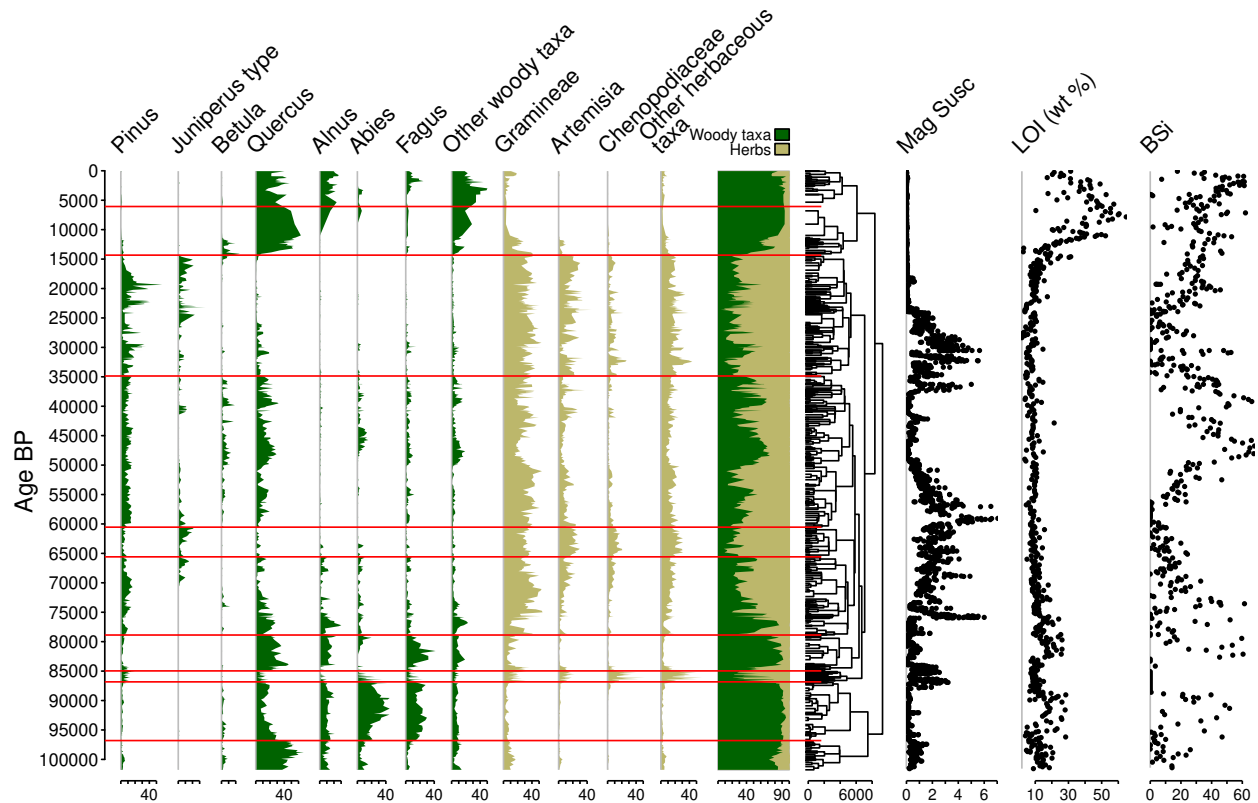 Pinus
Juniperus type
Betula
Quercus
Alnus
Abies
Fagus
Other woody taxa
Gramineae
Artemisia
Chenopodiaceae
Other herbaceous
taxa
Woody taxa
Herbs
Mag Susc
LOI (wt %)
BSi
Age BP
0
5000
10000
15000
20000
25000
30000
35000
40000
45000
50000
55000
60000
65000
70000
75000
80000
85000
90000
95000
100000
40 40 40 40 40 40 40 40 40 40 90 0 6000 0 2 4 6 10 30 50 0 20 40 60